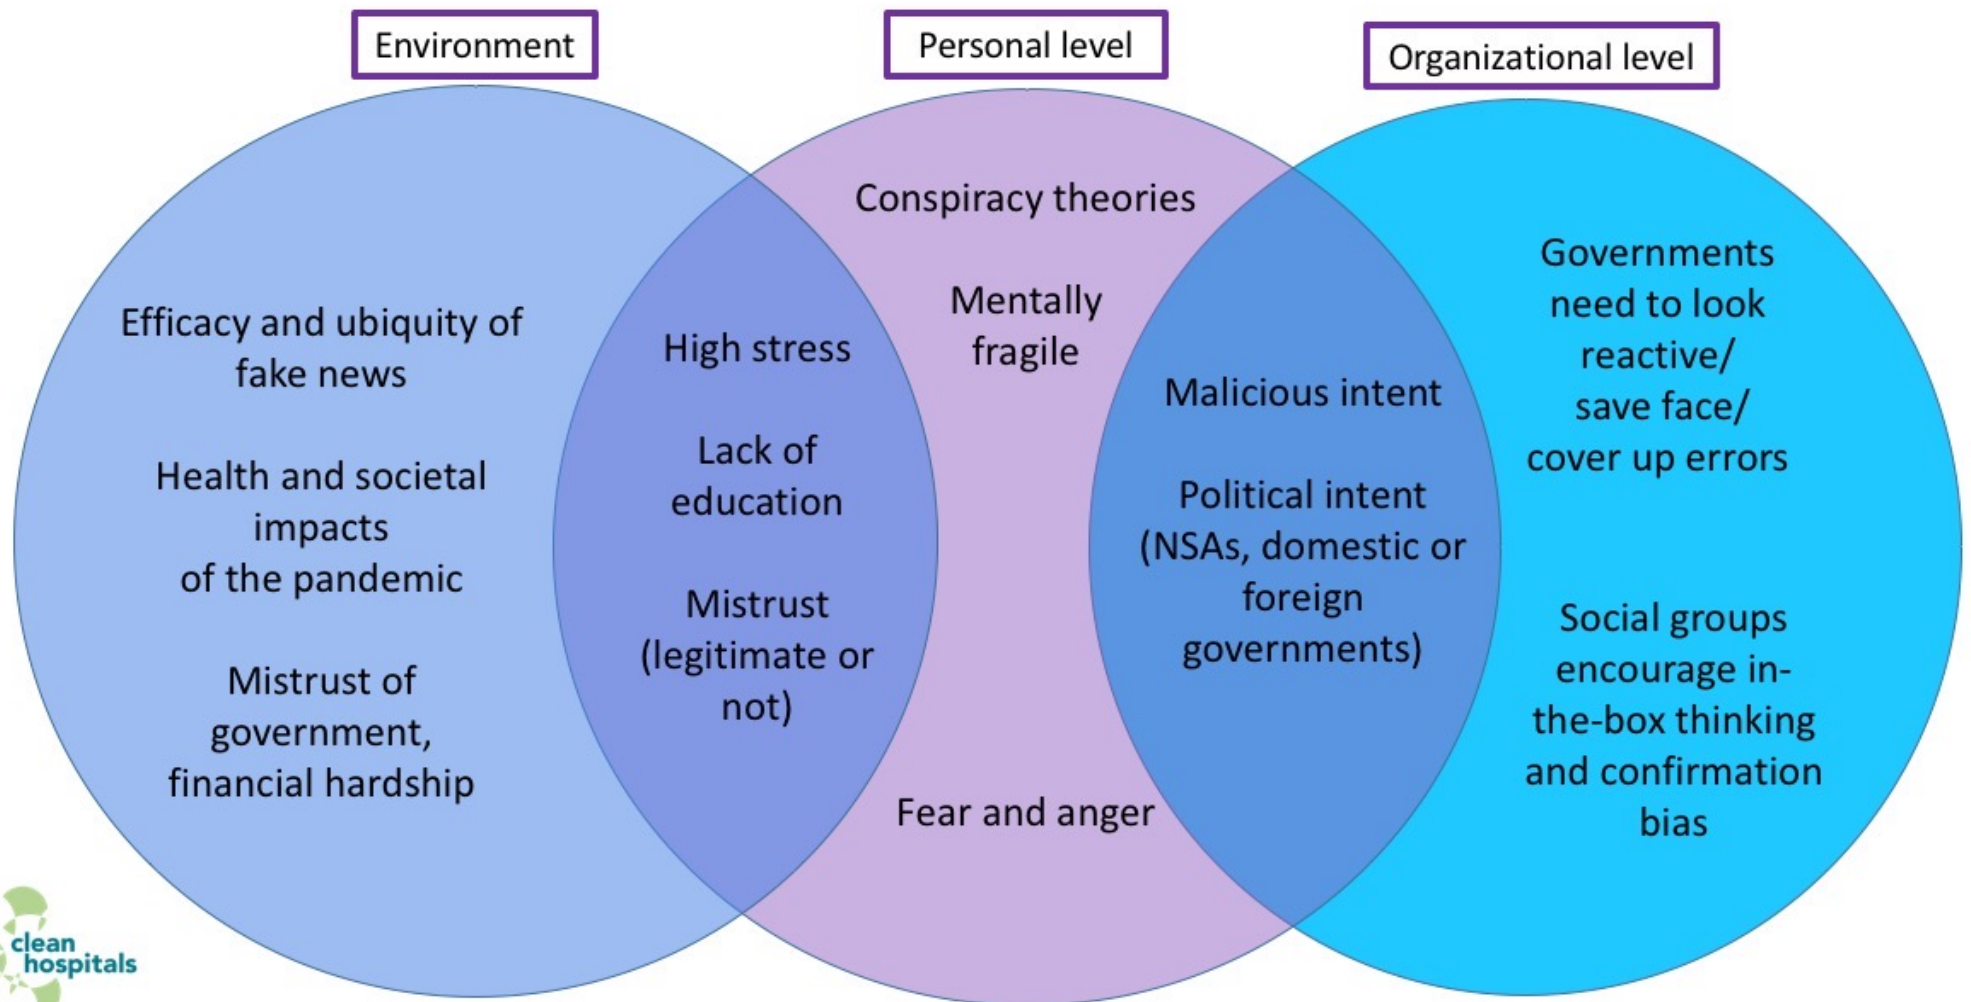 Environment
Personal level
Organizational level
Efficacy and ubiquity of
fake news
Health and societal
impacts
of the pandemic
Mistrust of
government,
financial hardship
High stress
Lack of
education
Mistrust
(legitimate or
not)
Conspiracy theories
Mentally
fragile
Fear and anger
Malicious intent
Political intent
(NSAs, domestic or
foreign
governments)
Governments
need to look
reactive/
save face/
cover up errors
Social groups
encourage in-
the-box thinking
and confirmation
bias
clean
hospitals